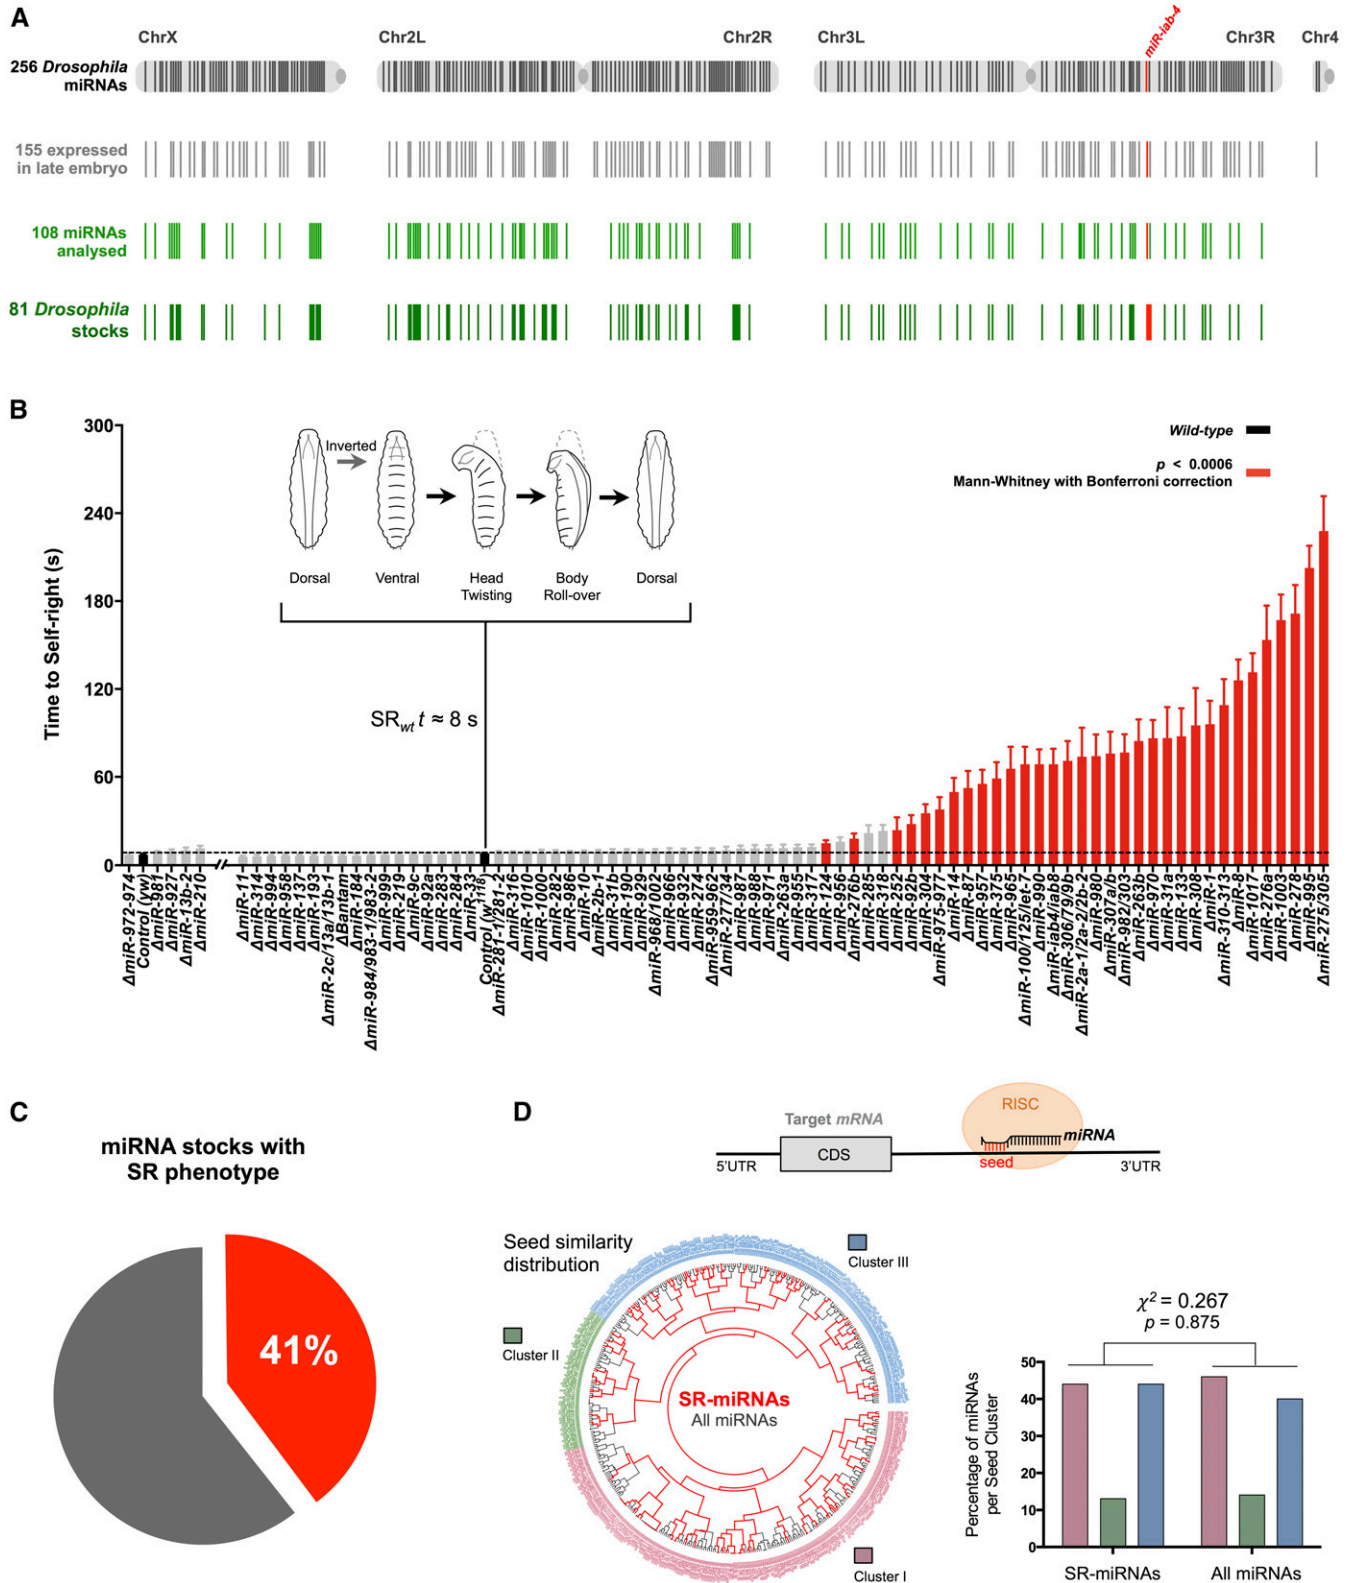 A
ChrX
Chr2L
Chr2R
Chr3L
miR-iab-4
Chr3R
Chr4
256 Drosophila
miRNAs
155 expressed
in late embryo
108 miRNAs
analysed
81 Drosophila
stocks
B
Time to Self-right (s)
300
240
180
120
60
0
Inverted
Dorsal
Ventral
Head
Twisting
Body
Roll-over
Dorsal
SRwt t ≈ 8 s
Wild-type
p < 0.0006
Mann-Whitney with Bonferroni correction
ΔmiR-972-974
Control (yw)
ΔmiR-981
ΔmiR-927
ΔmiR-13b-2
ΔmiR-210
ΔmiR-11
ΔmiR-314
ΔmiR-994
ΔmiR-958
ΔmiR-137
ΔmiR-193
ΔmiR-2c/13a/13b-1
ΔBantam
ΔmiR-184
ΔmiR-984/983-1/983-2
ΔmiR-999
ΔmiR-219
ΔmiR-9c
ΔmiR-92a
ΔmiR-283
ΔmiR-284
ΔmiR-33
Control (w1118)
ΔmiR-281-1/281-2
ΔmiR-316
ΔmiR-1010
ΔmiR-1000
ΔmiR-282
ΔmiR-986
ΔmiR-10
ΔmiR-2b-1
ΔmiR-31b
ΔmiR-190
ΔmiR-929
ΔmiR-968/1002
ΔmiR-966
ΔmiR-932
ΔmiR-274
ΔmiR-959-962
ΔmiR-277/34
ΔmiR-987
ΔmiR-988
ΔmiR-971
ΔmiR-263a
ΔmiR-955
ΔmiR-317
ΔmiR-124
ΔmiR-956
ΔmiR-276b
ΔmiR-986
ΔmiR-318
ΔmiR-252
ΔmiR-92b
ΔmiR-304
ΔmiR-975-977
ΔmiR-14
ΔmiR-87
ΔmiR-957
ΔmiR-375
ΔmiR-965
ΔmiR-100/125/let-7
ΔmiR-990
ΔmiR-iab4/iab8
ΔmiR-306/79/9b
ΔmiR-2a-1/2a-2/2b-2
ΔmiR-980
ΔmiR-307a/b
ΔmiR-982/303
ΔmiR-263b
ΔmiR-970
ΔmiR-31a
ΔmiR-133
ΔmiR-308
ΔmiR-1
ΔmiR-310-313
ΔmiR-8
ΔmiR-1017
ΔmiR-276a
ΔmiR-1003
ΔmiR-278
ΔmiR-995
ΔmiR-275/305
C
miRNA stocks with
SR phenotype
41%
D
Target mRNA
RISC
miRNA
CDS
5'UTR
seed
3'UTR
Seed similarity
distribution
Cluster III
Cluster II
SR-miRNAs
All miRNAs
Cluster I
χ² = 0.267
p = 0.875
Percentage of miRNAs
per Seed Cluster
50
40
30
20
10
0
SR-miRNAs
All miRNAs